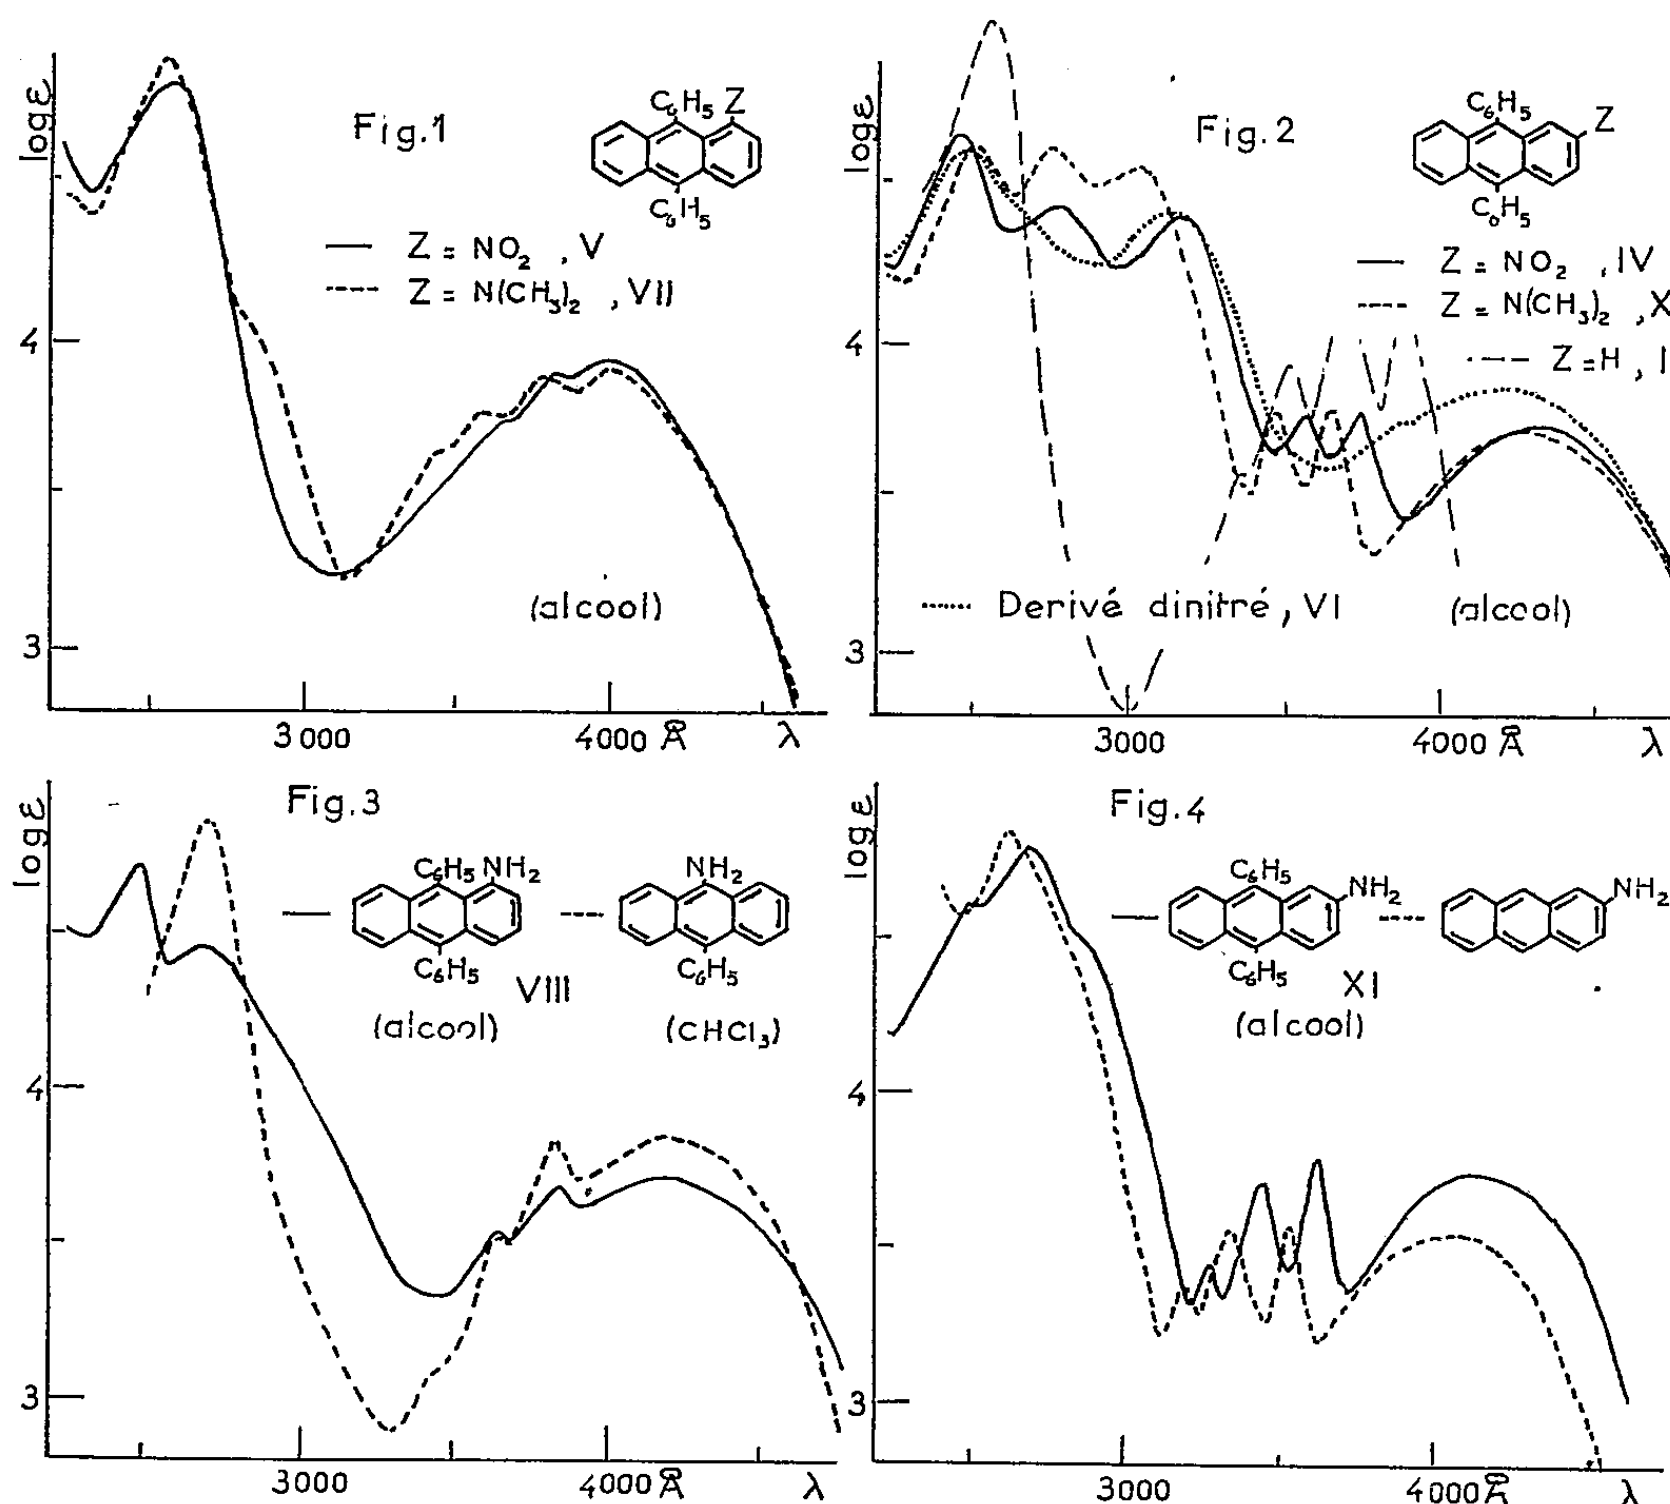 Fig.1
log ε
C6H5 Z
C6H5
Z = NO2 , V
Z = N(CH3)2 , VII
4
(alcool)
3
3000
4000 Å
λ
Fig.2
log ε
C6H5
Z
C6H5
Z = NO2 , IV
Z = N(CH3)2 , X
Z = H , I
4
Derivé dinitré, VI
(alcool)
3
3000
4000 Å
λ
Fig.3
log ε
C6H5 NH2
C6H5
VIII
(alcool)
NH2
C6H5
(CHCl3)
4
3
3000
4000 Å
λ
Fig.4
log ε
C6H5
NH2
C6H5
XI
NH2
(alcool)
4
3
3000
4000 Å
λ